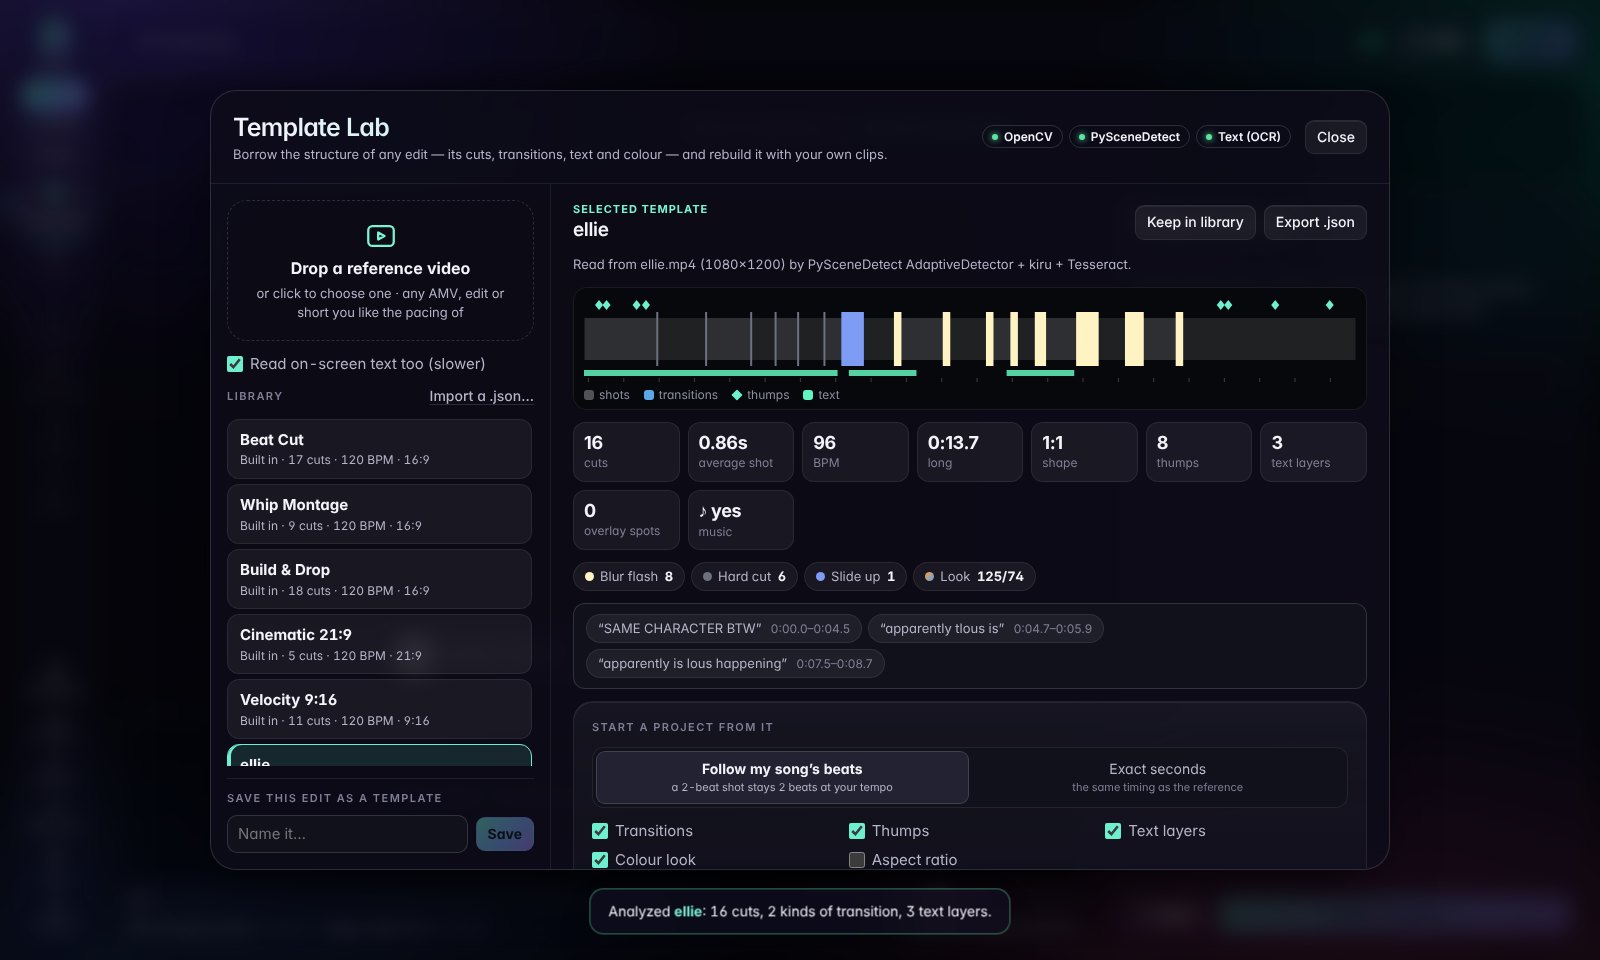 Template Lab
Borrow the structure of any edit — its cuts, transitions, text and colour — and rebuild it with your own clips.
OpenCV
PySceneDetect
Text (OCR)
Close
Drop a reference video
or click to choose one · any AMV, edit or
short you like the pacing of
Read on-screen text too (slower)
LIBRARY
Import a .json...
Beat Cut
Built in · 17 cuts · 120 BPM · 16:9
Whip Montage
Built in · 9 cuts · 120 BPM · 16:9
Build & Drop
Built in · 18 cuts · 120 BPM · 16:9
Cinematic 21:9
Built in · 5 cuts · 120 BPM · 21:9
Velocity 9:16
Built in · 11 cuts · 120 BPM · 9:16
ellie
SAVE THIS EDIT AS A TEMPLATE
Name it...
Save
SELECTED TEMPLATE
ellie
Keep in library
Export .json
Read from ellie.mp4 (1080×1200) by PySceneDetect AdaptiveDetector + kiru + Tesseract.
shots
transitions
thumps
text
16
cuts
0.86s
average shot
96
BPM
0:13.7
long
1:1
shape
8
thumps
3
text layers
0
overlay spots
♪ yes
music
Blur flash 8
Hard cut 6
Slide up 1
Look 125/74
“SAME CHARACTER BTW” 0:00.0–0:04.5
“apparently tlous is” 0:04.7–0:05.9
“apparently is lous happening” 0:07.5–0:08.7
START A PROJECT FROM IT
Follow my song’s beats
a 2-beat shot stays 2 beats at your tempo
Exact seconds
the same timing as the reference
Transitions
Thumps
Text layers
Colour look
Aspect ratio
Analyzed ellie: 16 cuts, 2 kinds of transition, 3 text layers.